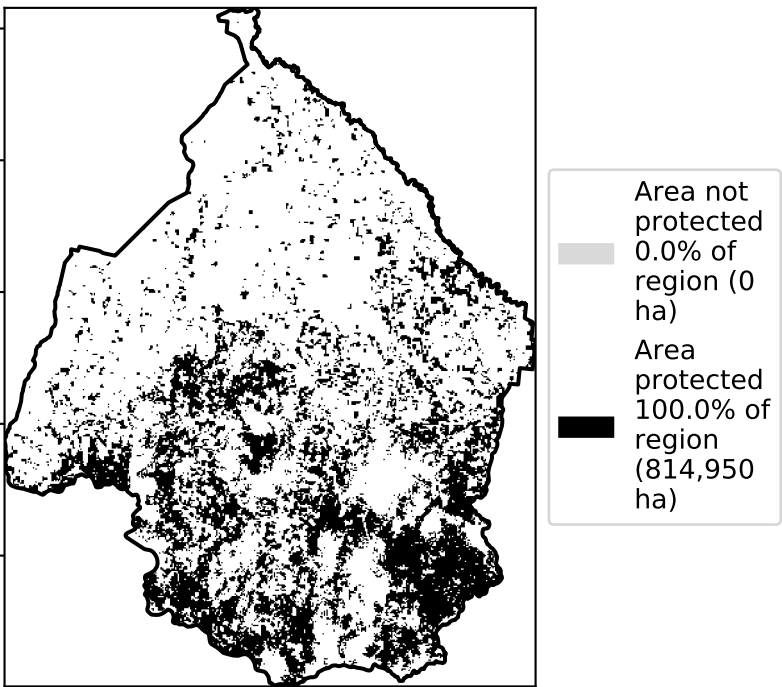 Area not
protected
0.0% of
region (0
ha)
Area
protected
100.0% of
region
(814,950
ha)